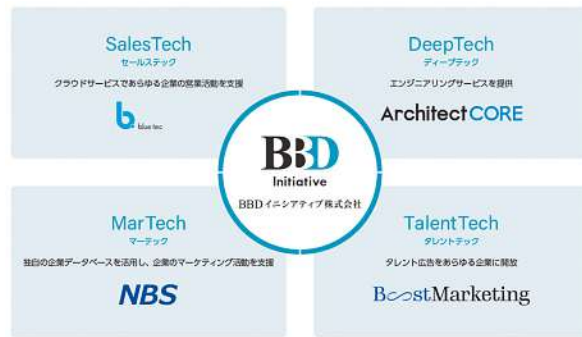 SalesTech
セールステック
クラウドサービスであらゆる企業の営業活動を支援
b.
blue tec
DeepTech
ディープテック
エンジニアリングサービスを提供
ArchitectCORE
BBD
Initiative
BBDイニシアティブ株式会社
MarTech
マーテック
独自の企業データベースを活用し、企業のマーケティング活動を支援
NBS
TalentTech
タレントテック
タレント広告をあらゆる企業に開放
BoostMarketing